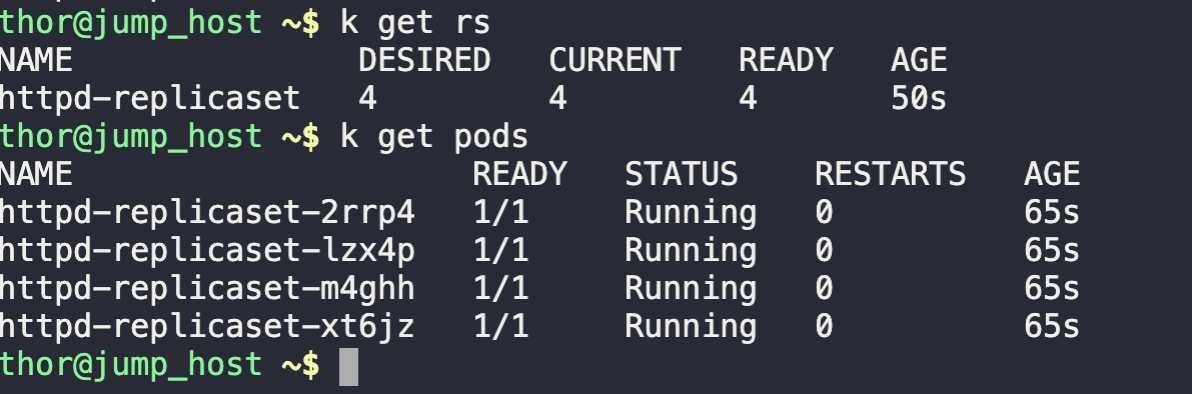 thor@jump_host ~$ k get rs
NAME               DESIRED   CURRENT   READY   AGE
httpd-replicaset   4         4         4       50s
thor@jump_host ~$ k get pods
NAME                     READY   STATUS    RESTARTS   AGE
httpd-replicaset-2rrp4   1/1     Running   0          65s
httpd-replicaset-lzx4p   1/1     Running   0          65s
httpd-replicaset-m4ghh   1/1     Running   0          65s
httpd-replicaset-xt6jz   1/1     Running   0          65s
thor@jump_host ~$